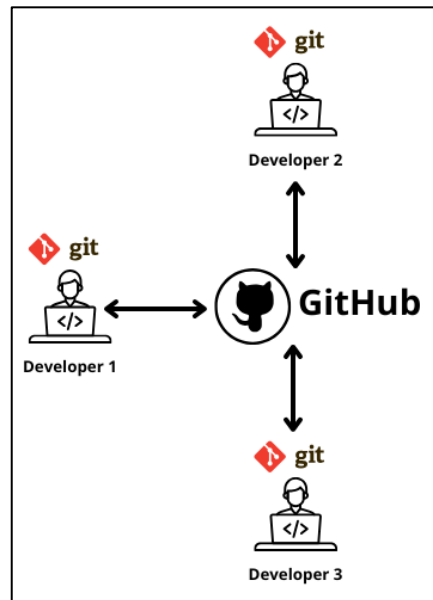 git
</>
Developer 2
git
</>
Developer 1
GitHub
git
</>
Developer 3